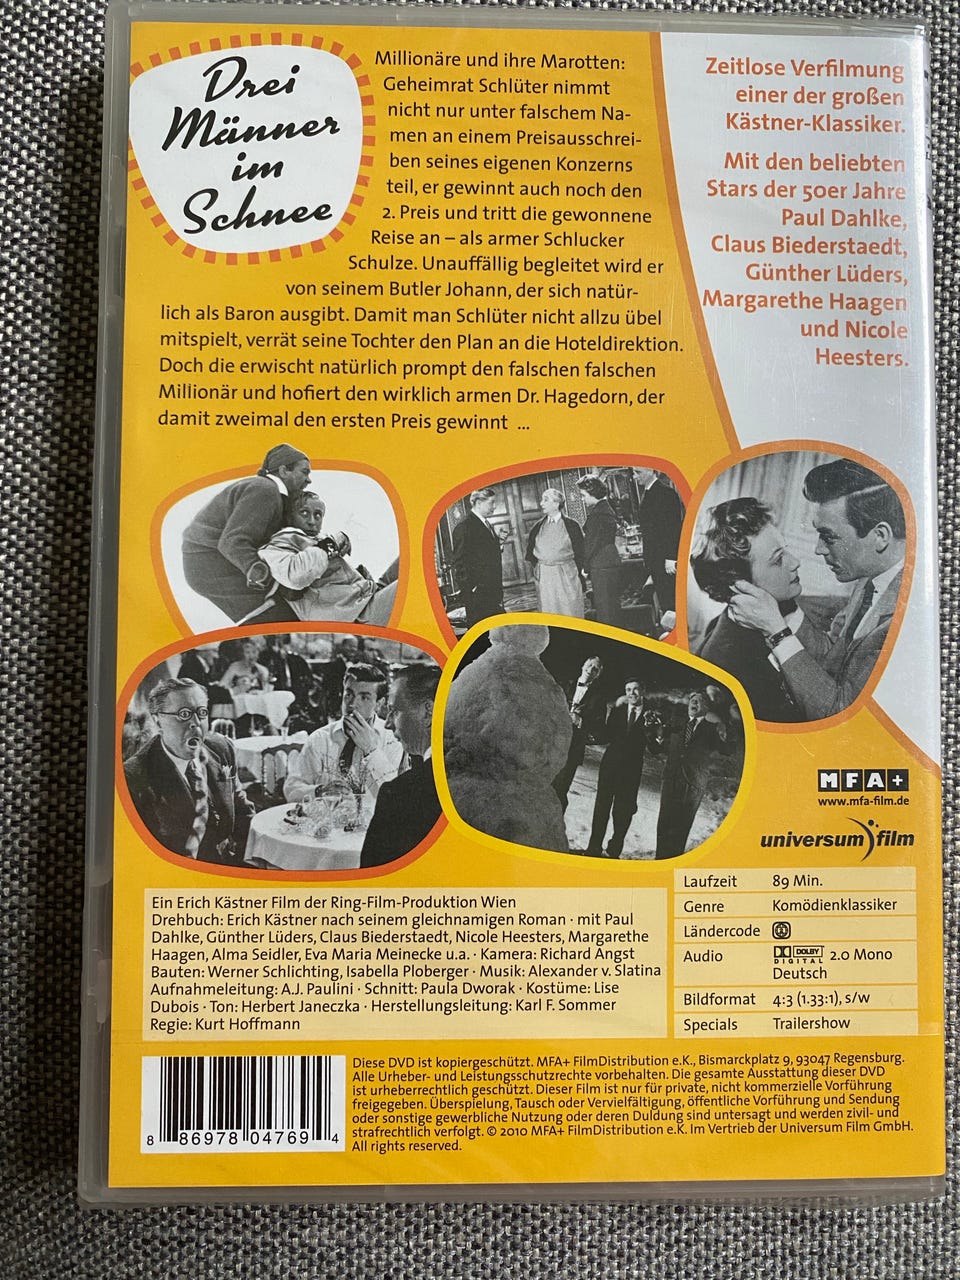 Drei
Männer
im
Schnee
Millionäre und ihre Marotten:
Geheimrat Schlüter nimmt
nicht nur unter falschem Na-
men an einem Preisausschrei-
ben seines eigenen Konzerns
teil, er gewinnt auch noch den
2. Preis und tritt die gewonnene
Reise an – als armer Schlucker
Schulze. Unauffällig begleitet wird er
von seinem Butler Johann, der sich natür-
lich als Baron ausgibt. Damit man Schlüter nicht allzu übel
mitspielt, verrät seine Tochter den Plan an die Hoteldirektion.
Doch die erwischt natürlich prompt den falschen falschen
Millionär und hofiert den wirklich armen Dr. Hagedorn, der
damit zweimal den ersten Preis gewinnt ...
Zeitlose Verfilmung
einer der großen
Kästner-Klassiker.
Mit den beliebten
Stars der 50er Jahre
Paul Dahlke,
Claus Biederstaedt,
Günther Lüders,
Margarethe Haagen
und Nicole
Heesters.
MFA+
www.mfa-film.de
universum film
Ein Erich Kästner Film der Ring-Film-Produktion Wien
Drehbuch: Erich Kästner nach seinem gleichnamigen Roman · mit Paul
Dahlke, Günther Lüders, Claus Biederstaedt, Nicole Heesters, Margarethe
Haagen, Alma Seidler, Eva Maria Meinecke u.a. · Kamera: Richard Angst
Bauten: Werner Schlichting, Isabella Ploberger · Musik: Alexander v. Slatina
Aufnahmeleitung: A.J. Paulini · Schnitt: Paula Dworak · Kostüme: Lise
Dubois · Ton: Herbert Janeczka · Herstellungsleitung: Karl F. Sommer
Regie: Kurt Hoffmann
Laufzeit 89 Min.
Genre Komödienklassiker
Ländercode
Audio DOLBY DIGITAL 2.0 Mono
Deutsch
Bildformat 4:3 (1.33:1), s/w
Specials Trailershow
8 86978 04769 4
Diese DVD ist kopiergeschützt. MFA+ FilmDistribution e.K., Bismarckplatz 9, 93047 Regensburg.
Alle Urheber- und Leistungsschutzrechte vorbehalten. Die gesamte Ausstattung dieser DVD
ist urheberrechtlich geschützt. Dieser Film ist nur für private, nicht kommerzielle Vorführung
freigegeben. Überspielung, Tausch oder Vervielfältigung, öffentliche Vorführung und Sendung
oder sonstige gewerbliche Nutzung oder deren Duldung sind untersagt und werden zivil- und
strafrechtlich verfolgt. © 2010 MFA+ FilmDistribution e.K. Im Vertrieb der Universum Film GmbH.
All rights reserved.